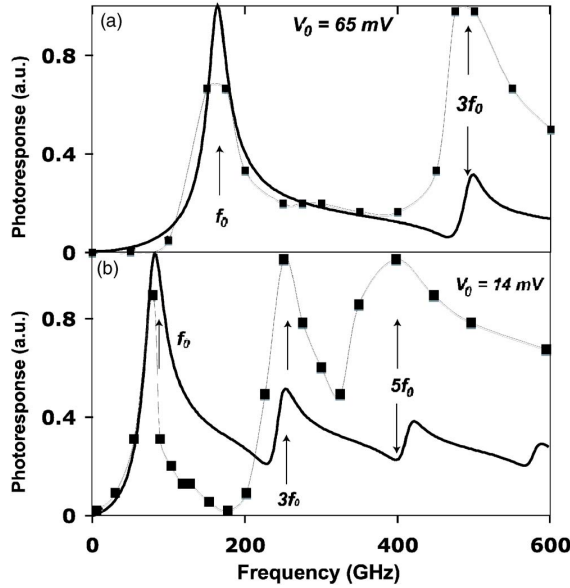 (a)
V₀ = 65 mV
0.8
0.4
0
Photoresponse (a.u.)
f₀
3f₀
(b)
V₀ = 14 mV
0.8
0.4
0
Photoresponse (a.u.)
f₀
3f₀
5f₀
0 200 400 600
Frequency (GHz)